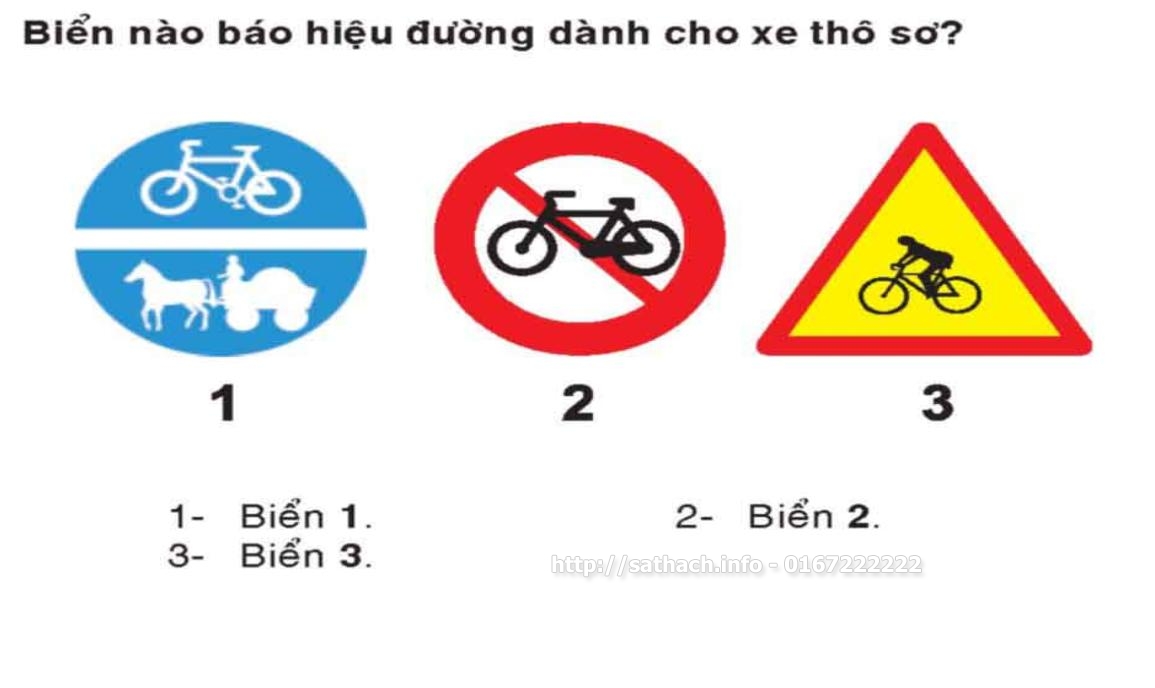 Biển nào báo hiệu đường dành cho xe thô sơ?
1 2 3
1- Biển 1. 2- Biển 2.
3- Biển 3.
http://sathach.info - 0167222222